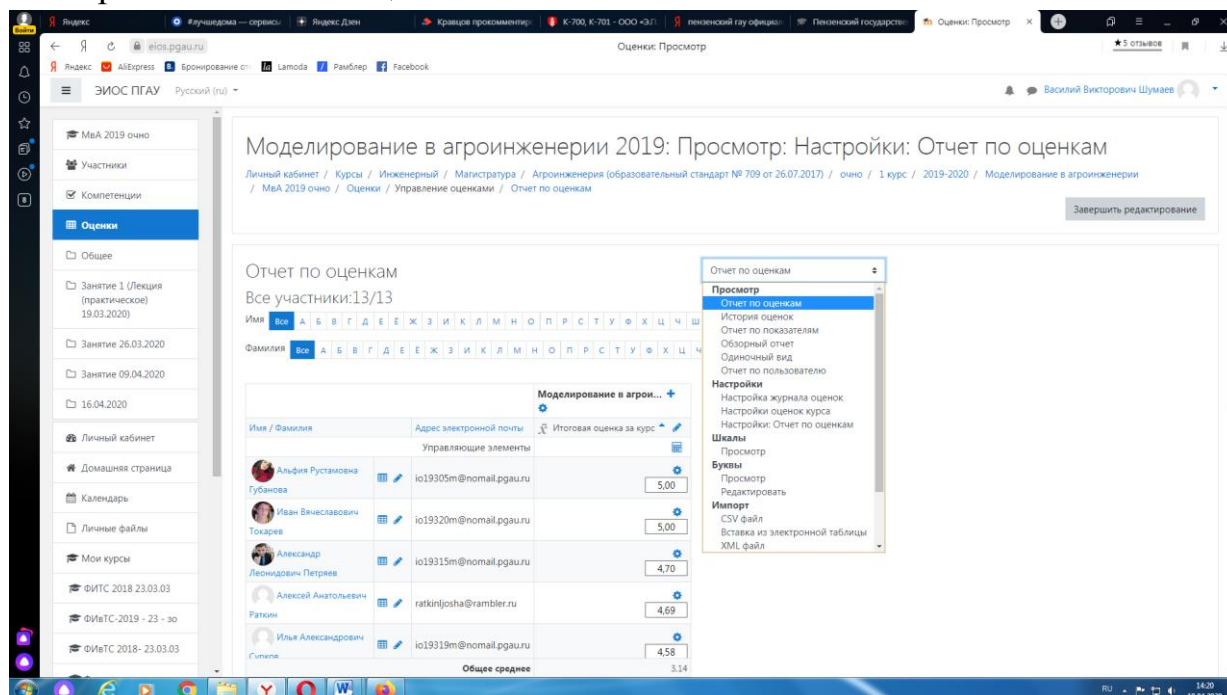 Яндекс
#лучшедома — сервисы
Яндекс Дзен
Кравцов прокомментир
К-700, К-701 - ООО «З.Г
пензенский гау официал
Пензенский государстве
Оценки: Просмотр
Войти
eios.pgau.ru
Оценки: Просмотр
5 отзывов
Яндекс
AliExpress
Бронирование от
Lamoda
Рамблер
Facebook
ЭИОС ПГАУ Русский (ru)
Василий Викторович Шумаев
МвА 2019 очно
Участники
Компетенции
Оценки
Общее
Занятие 1 (Лекция
(практическое)
19.03.2020)
Занятие 26.03.2020
Занятие 09.04.2020
16.04.2020
Личный кабинет
Домашняя страница
Календарь
Личные файлы
Мои курсы
ФИТС 2018 23.03.03
ФИвТС-2019 - 23 - зо
ФИвТС 2018- 23.03.03
Моделирование в агроинженерии 2019: Просмотр: Настройки: Отчет по оценкам
Личный кабинет / Курсы / Инженерный / Магистратура / Агроинженерия (образовательный стандарт № 709 от 26.07.2017) / очно / 1 курс / 2019-2020 / Моделирование в агроинженерии
/ МвА 2019 очно / Оценки / Управление оценками / Отчет по оценкам
Завершить редактирование
Отчет по оценкам
Все участники:13/13
Имя Все А Б В Г Д Е Ё Ж З И К Л М Н О П Р С Т У Ф Х Ц Ч Ш
Фамилия Все А Б В Г Д Е Ё Ж З И К Л М Н О П Р С Т У Ф Х Ц Ч
Моделирование в агрои...
Имя / Фамилия Адрес электронной почты Итоговая оценка за курс
Управляющие элементы
Альфия Рустамовна
Губанова
io19305m@nomail.pgau.ru
5,00
Иван Вячеславович
Токарев
io19320m@nomail.pgau.ru
5,00
Александр
Леонидович Петряев
io19315m@nomail.pgau.ru
4,70
Алексей Анатольевич
Раткин
ratkinljosha@rambler.ru
4,69
Илья Александрович
io19319m@nomail.pgau.ru
4,58
Общее среднее 3,14
Отчет по оценкам
Просмотр
Отчет по оценкам
История оценок
Отчет по показателям
Обзорный отчет
Одиночный вид
Отчет по пользователю
Настройки
Настройка журнала оценок
Настройки оценок курса
Настройки: Отчет по оценкам
Шкалы
Просмотр
Буквы
Просмотр
Редактировать
Импорт
CSV файл
Вставка из электронной таблицы
XML файл
RU
14:20